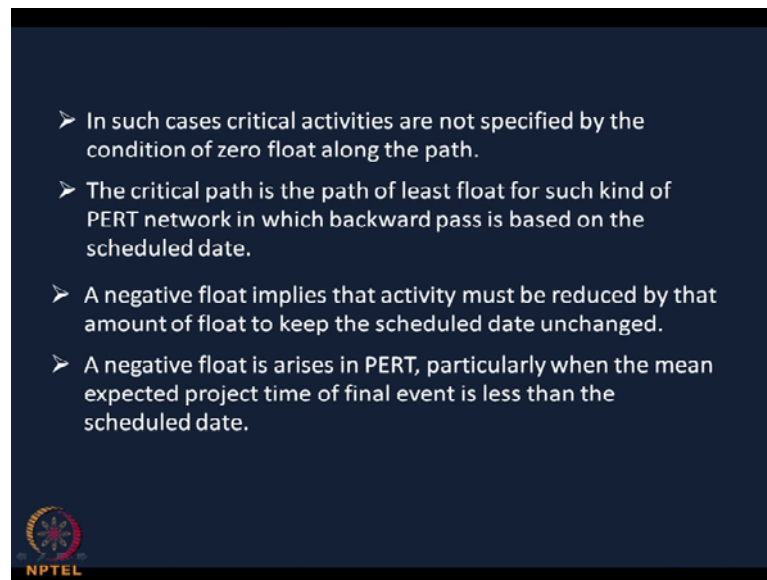 ➢ In such cases critical activities are not specified by the
condition of zero float along the path.
➢ The critical path is the path of least float for such kind of
PERT network in which backward pass is based on the
scheduled date.
➢ A negative float implies that activity must be reduced by that
amount of float to keep the scheduled date unchanged.
➢ A negative float is arises in PERT, particularly when the mean
expected project time of final event is less than the
scheduled date.
NPTEL